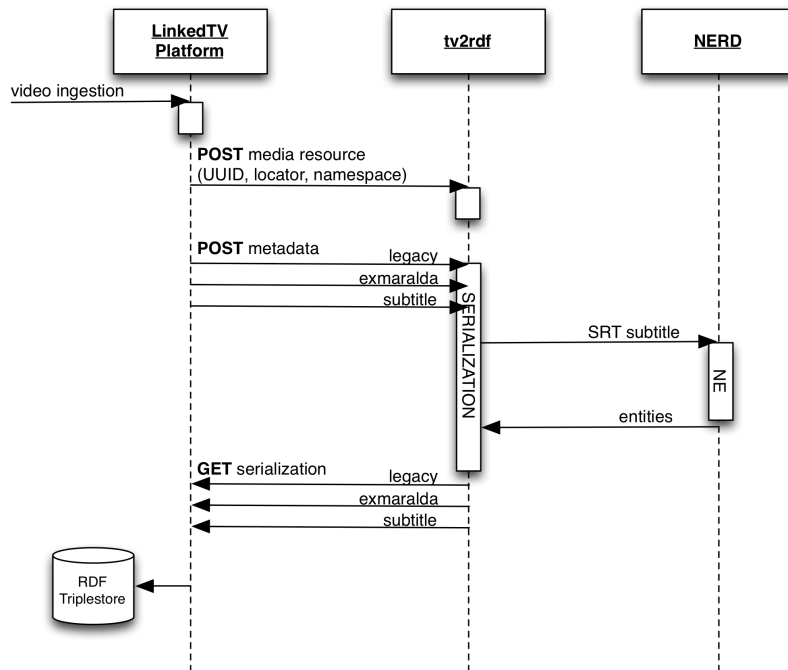 LinkedTV
Platform
tv2rdf
NERD
video ingestion
POST media resource
(UUID, locator, namespace)
POST metadata
legacy
exmaralda
subtitle
SERIALIZATION
SRT subtitle
NE
entities
GET serialization
legacy
exmaralda
subtitle
RDF
Triplestore